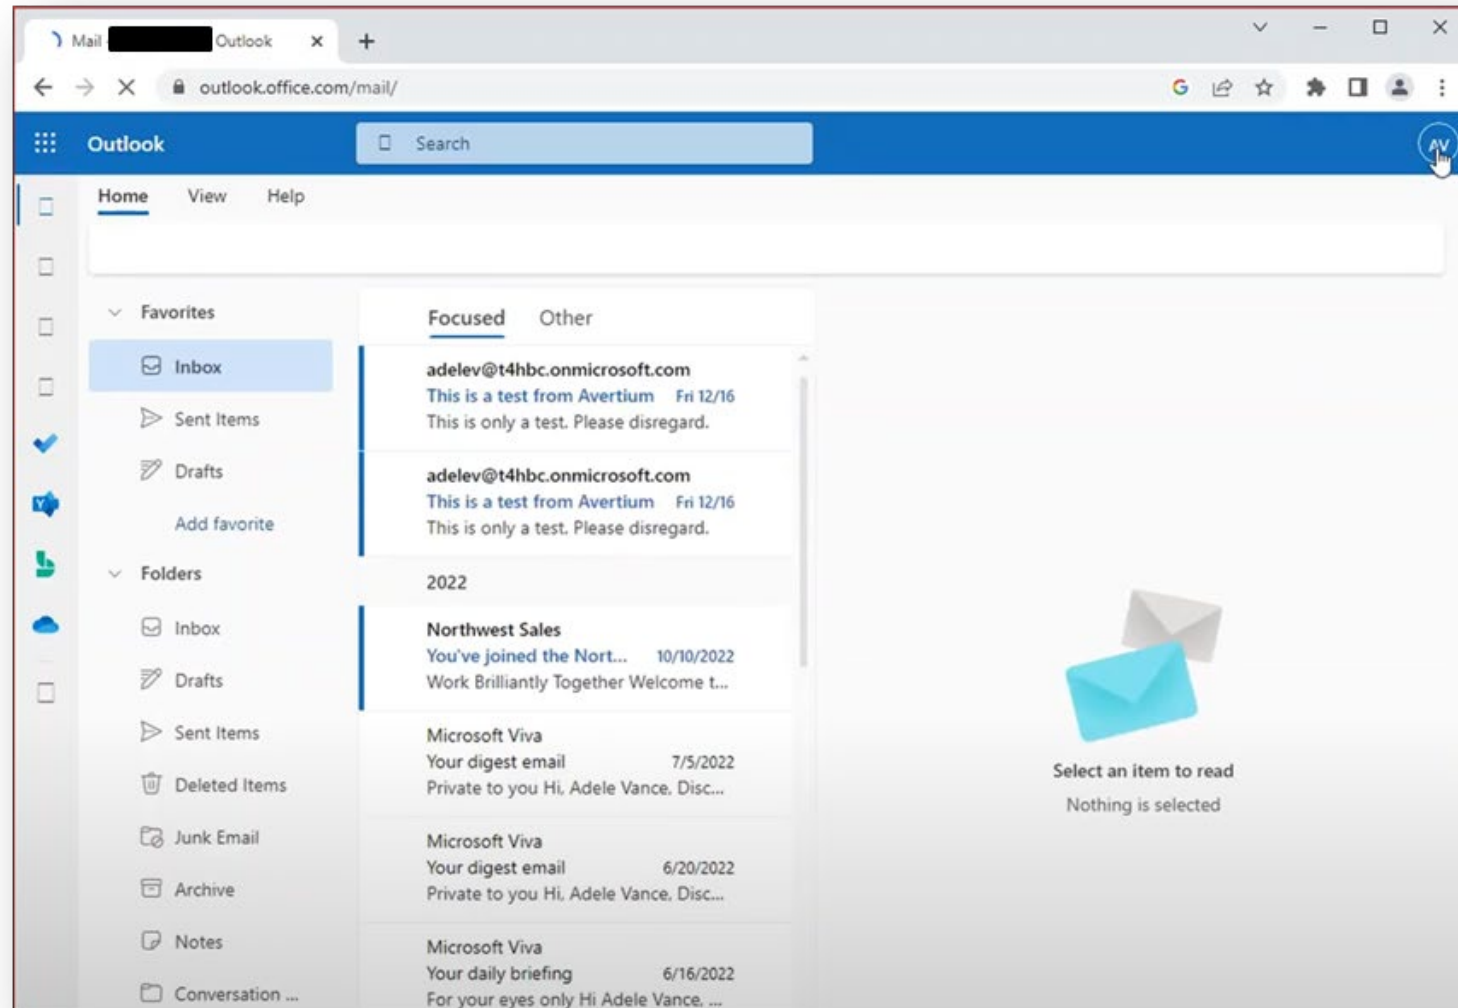 Mail - Outlook
outlook.office.com/mail/
G
Outlook
Search
AV
Home View Help
Favorites
Inbox
Sent Items
Drafts
Add favorite
Folders
Inbox
Drafts
Sent Items
Deleted Items
Junk Email
Archive
Notes
Conversation ...
Focused Other
adelev@t4hbc.onmicrosoft.com
This is a test from Avertium Fri 12/16
This is only a test. Please disregard.
adelev@t4hbc.onmicrosoft.com
This is a test from Avertium Fri 12/16
This is only a test. Please disregard.
2022
Northwest Sales
You've joined the Nort... 10/10/2022
Work Brilliantly Together Welcome t...
Microsoft Viva
Your digest email 7/5/2022
Private to you Hi, Adele Vance, Disc...
Microsoft Viva
Your digest email 6/20/2022
Private to you Hi, Adele Vance, Disc...
Microsoft Viva
Your daily briefing 6/16/2022
For your eyes only Hi Adele Vance, ...
Select an item to read
Nothing is selected